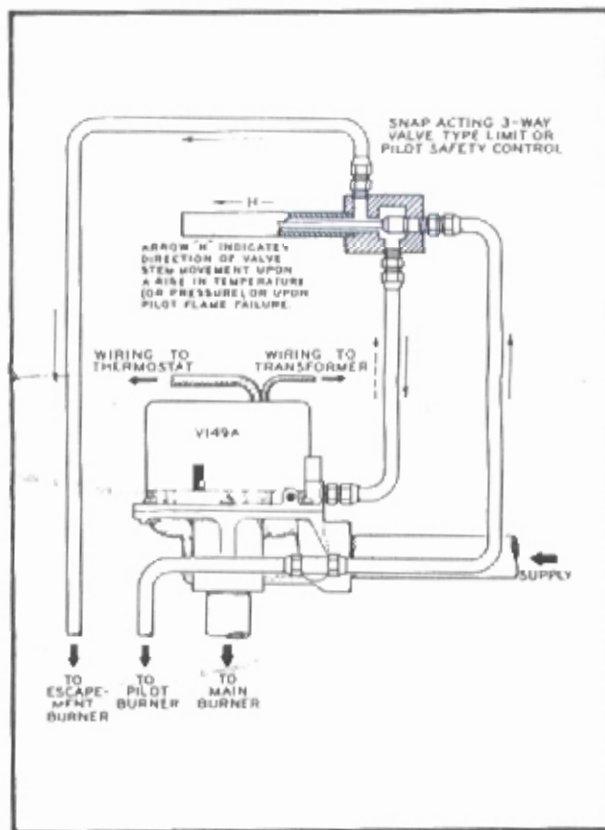 SNAP ACTING 3-WAY
VALVE TYPE LIMIT OR
PILOT SAFETY CONTROL
H
ARROW "H" INDICATES
DIRECTION OF VALVE
STEM MOVEMENT UPON
A RISE IN TEMPERATURE
(OR PRESSURE), OR UPON
PILOT FLAME FAILURE.
WIRING TO
THERMOSTAT
WIRING TO
TRANSFORMER
V149A
SUPPLY
TO
ESCAPE-
MENT
BURNER
TO
PILOT
BURNER
TO
MAIN
BURNER